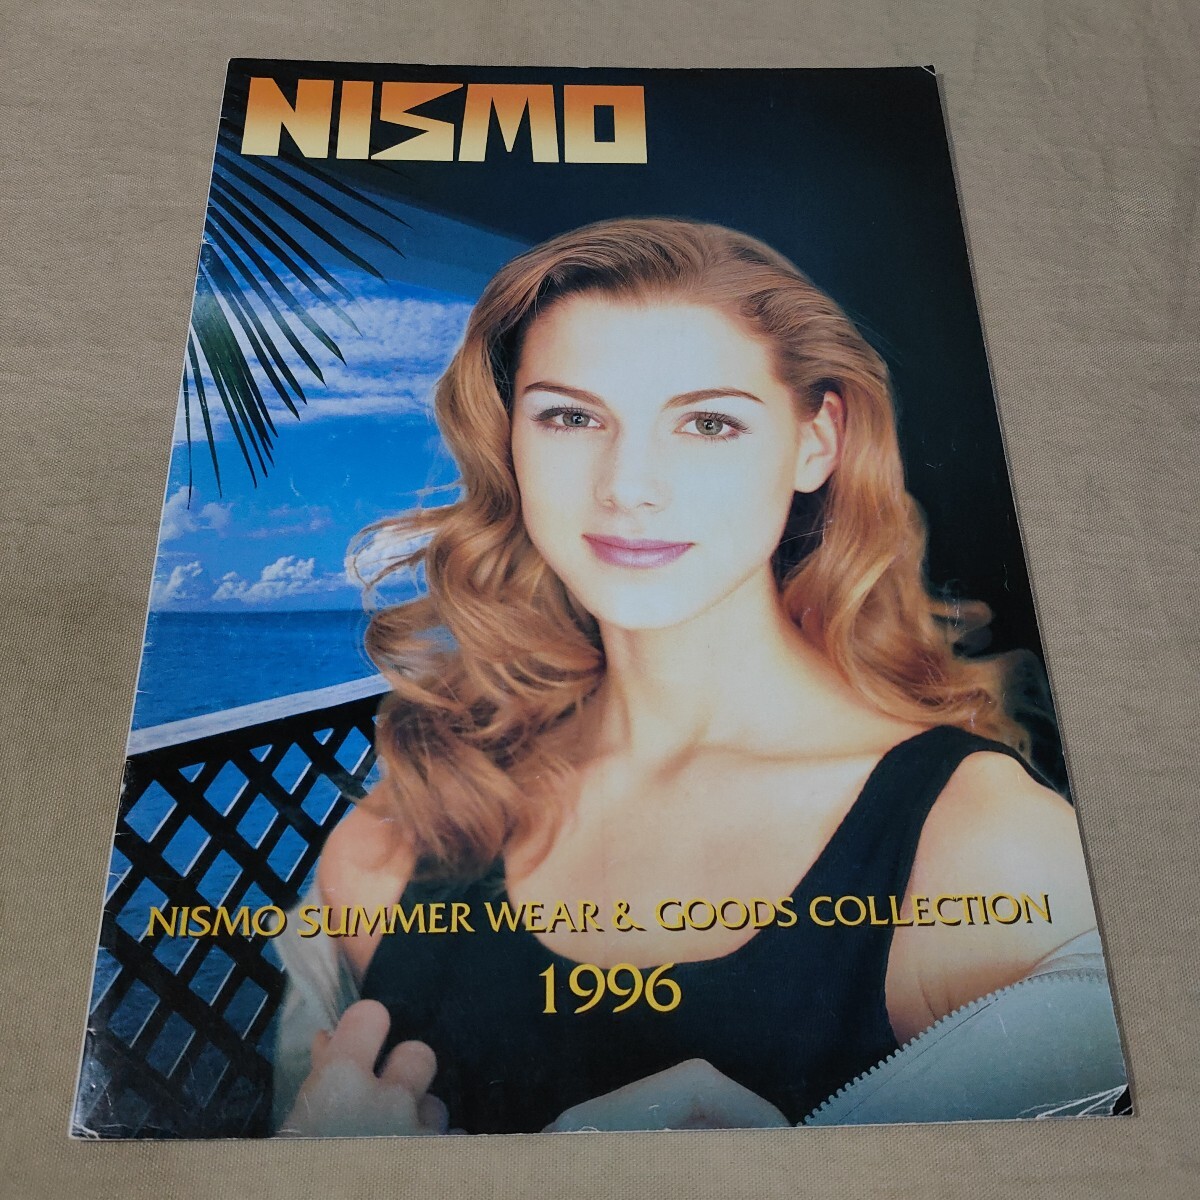 NISMO
NISMO SUMMER WEAR & GOODS COLLECTION
1996